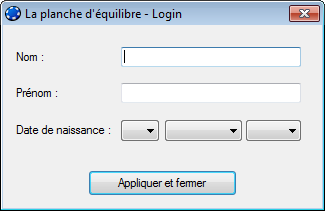 La planche d'équilibre - Login
Nom :
Prénom :
Date de naissance :
Appliquer et fermer